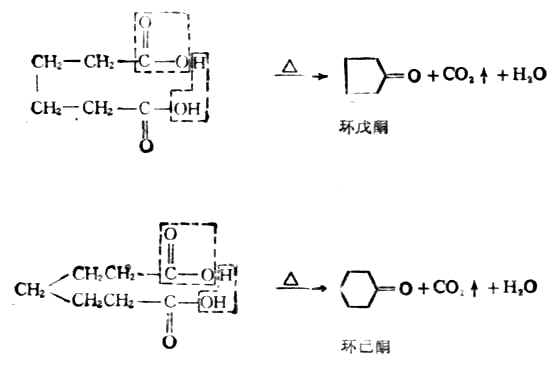 O
CH₂—CH₂—C—OH
△
=O + CO₂ ↑ + H₂O
CH₂—CH₂—C—OH
O
环戊酮
O
CH₂CH₂—C—OH
CH₂
△
=O + CO₂ ↑ + H₂O
CH₂CH₂—C—OH
O
环已酮